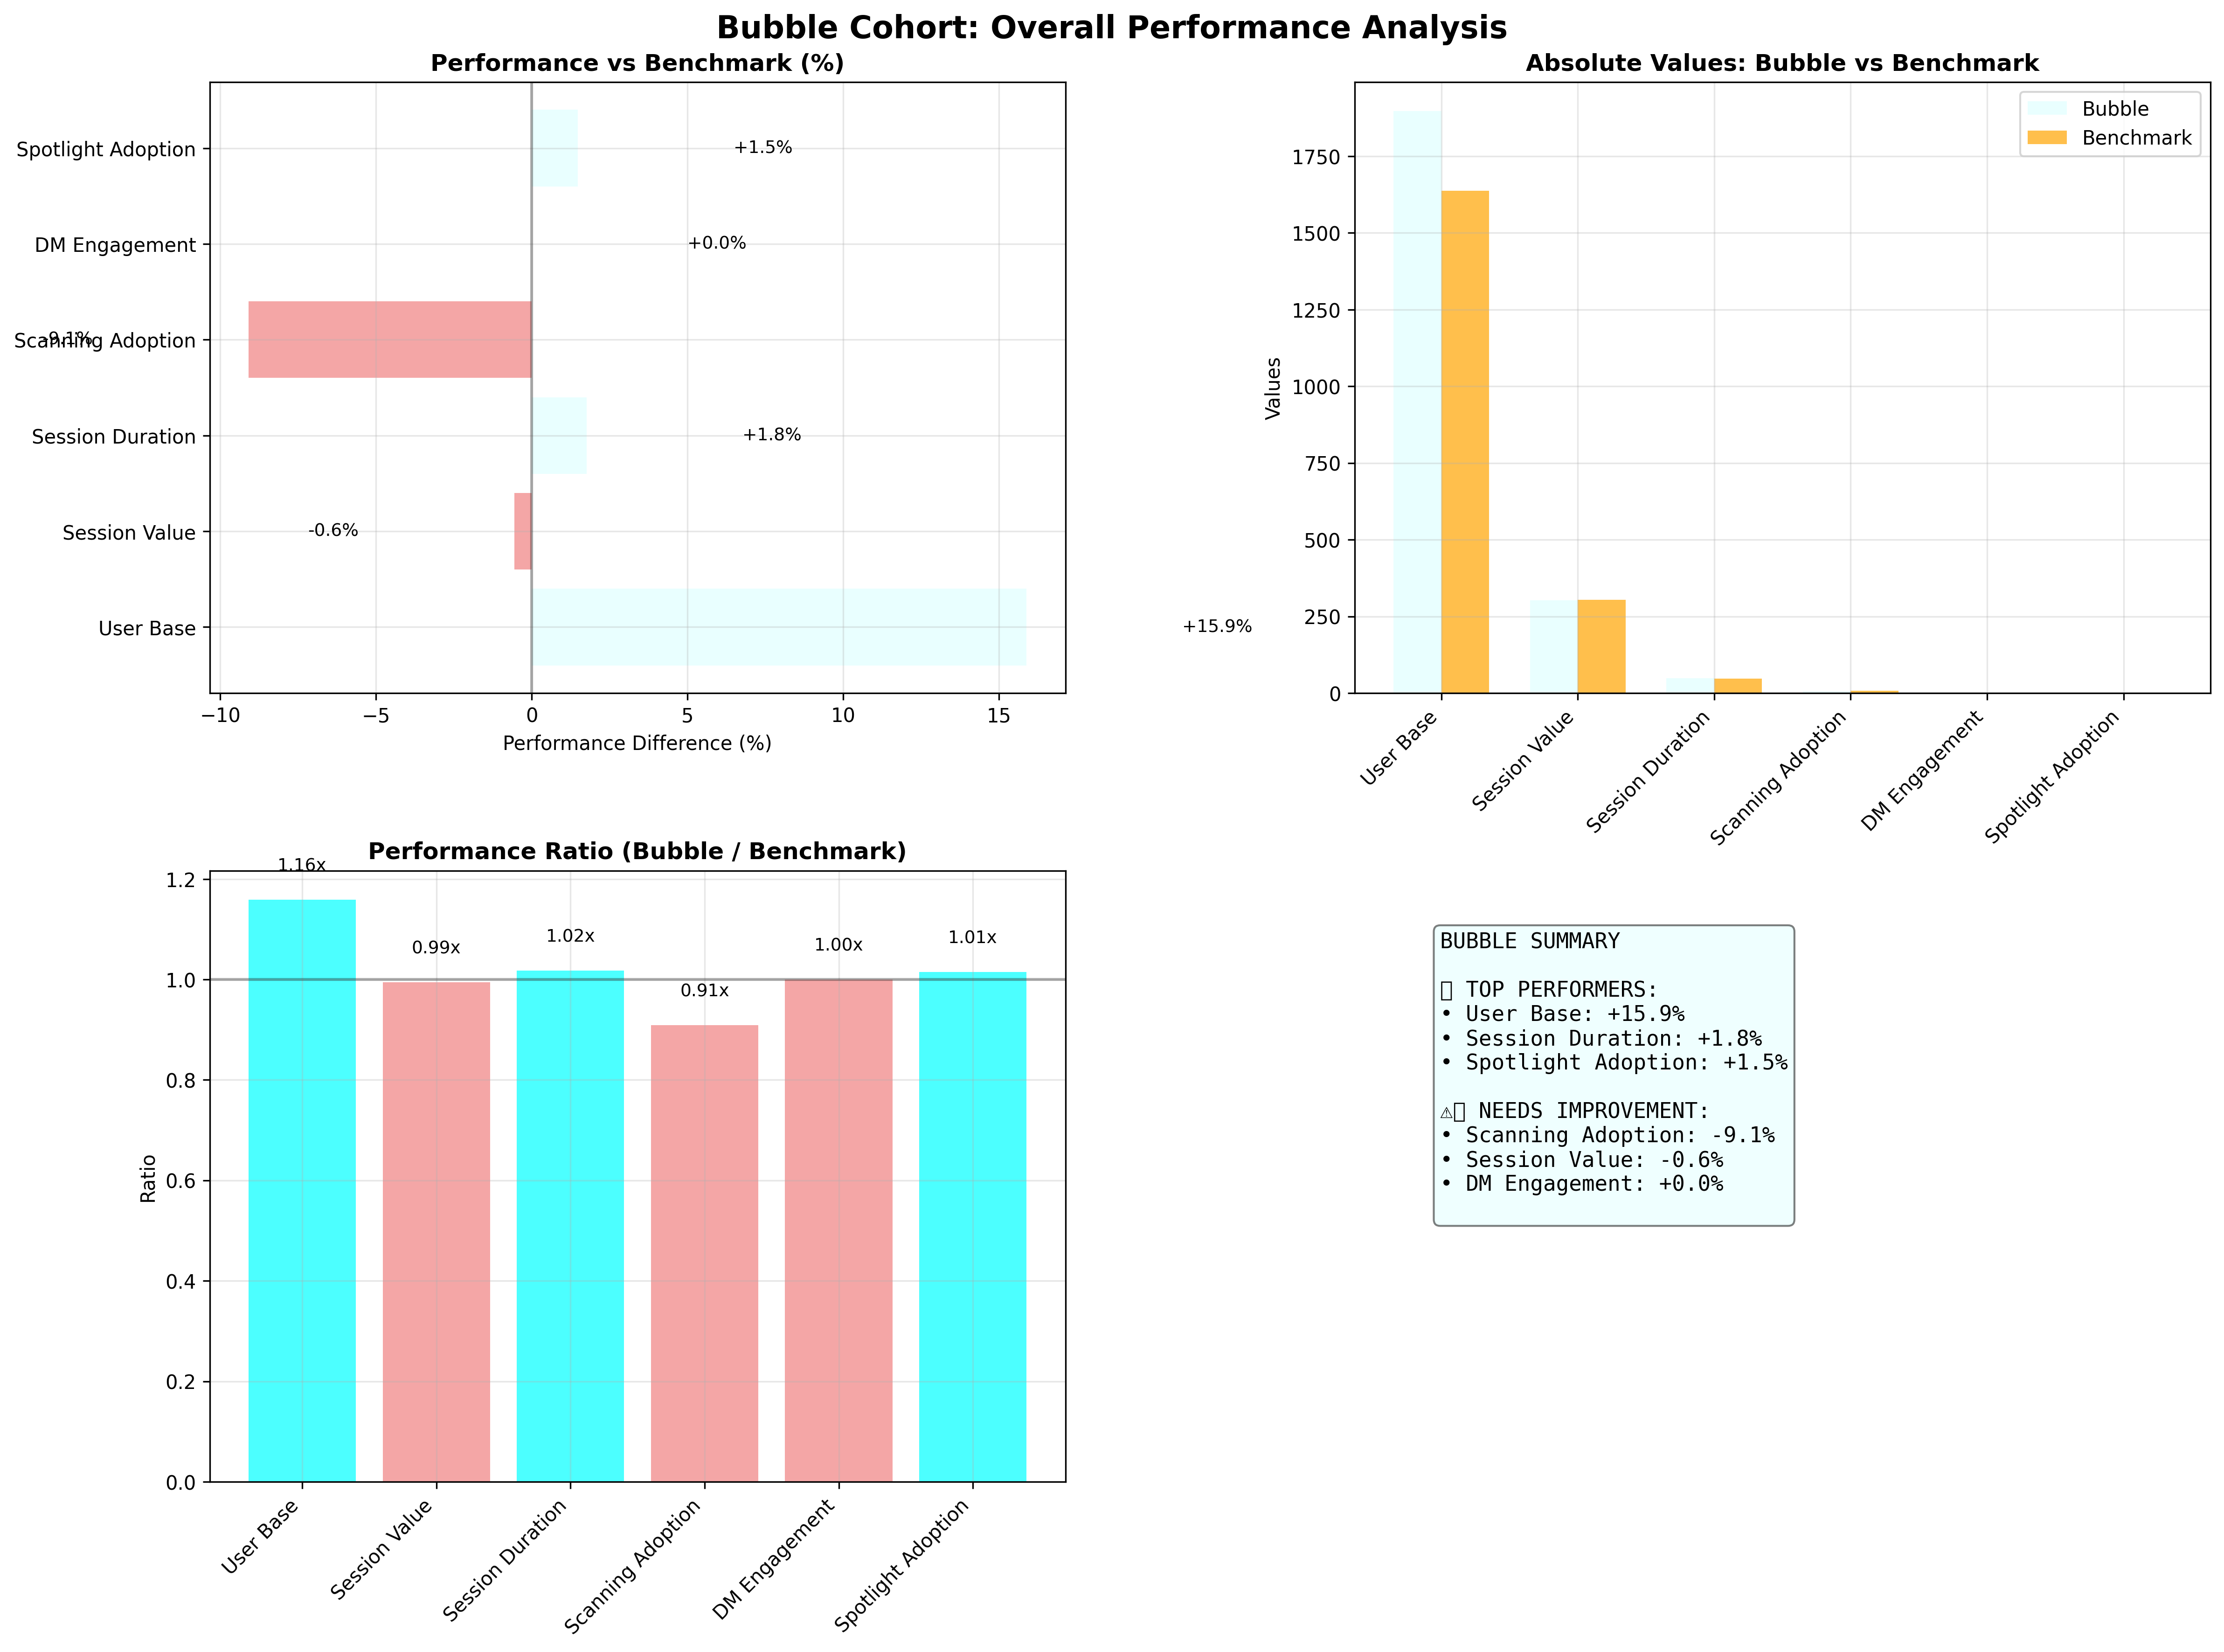 Bubble Cohort: Overall Performance Analysis
Performance vs Benchmark (%)
Spotlight Adoption
+1.5%
DM Engagement
+0.0%
Scanning Adoption
-9.1%
Session Duration
+1.8%
Session Value
-0.6%
User Base
+15.9%
−10
−5
0
5
10
15
Performance Difference (%)
Absolute Values: Bubble vs Benchmark
Bubble
Benchmark
Values
1750
1500
1250
1000
750
500
250
0
User Base
Session Value
Session Duration
Scanning Adoption
DM Engagement
Spotlight Adoption
Performance Ratio (Bubble / Benchmark)
1.16x
0.99x
1.02x
0.91x
1.00x
1.01x
Ratio
1.2
1.0
0.8
0.6
0.4
0.2
0.0
User Base
Session Value
Session Duration
Scanning Adoption
DM Engagement
Spotlight Adoption
BUBBLE SUMMARY
TOP PERFORMERS:
• User Base: +15.9%
• Session Duration: +1.8%
• Spotlight Adoption: +1.5%
⚠ NEEDS IMPROVEMENT:
• Scanning Adoption: -9.1%
• Session Value: -0.6%
• DM Engagement: +0.0%